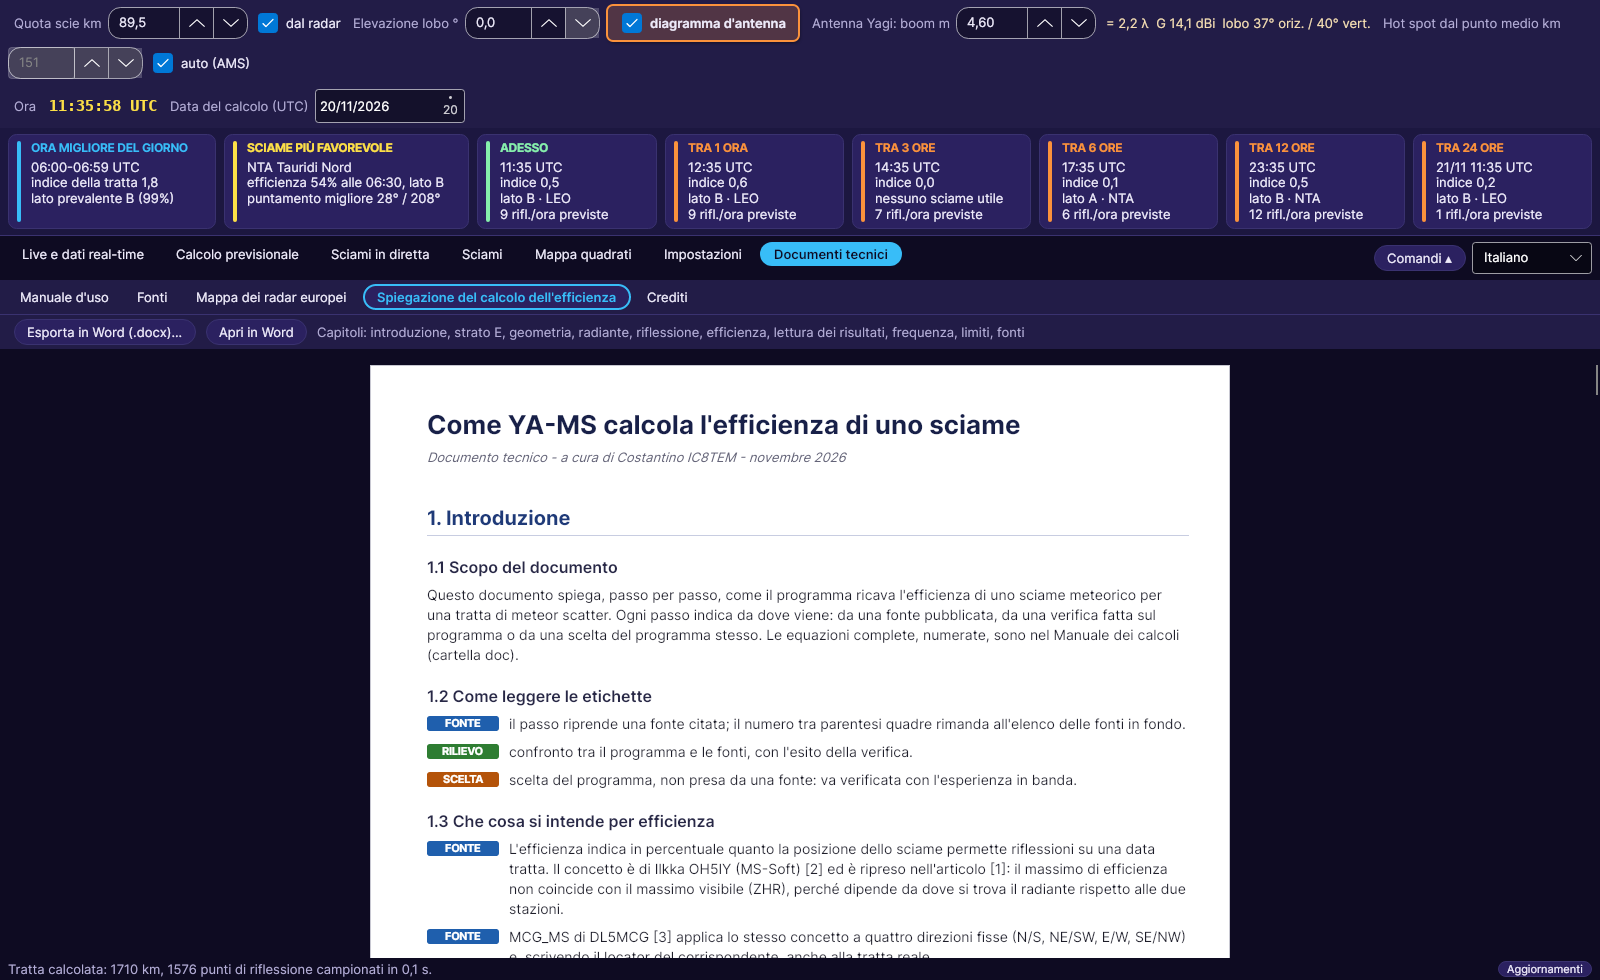 Quota scie km 89,5 dal radar Elevazione lobo ° 0,0 diagramma d'antenna Antenna Yagi: boom m 4,60 = 2,2 λ G 14,1 dBi lobo 37° oriz. / 40° vert. Hot spot dal punto medio km
151 auto (AMS)
Ora 11:35:58 UTC Data del calcolo (UTC) 20/11/2026 20
ORA MIGLIORE DEL GIORNO
06:00-06:59 UTC
indice della tratta 1,8
lato prevalente B (99%)
SCIAME PIÙ FAVOREVOLE
NTA Tauridi Nord
efficienza 54% alle 06:30, lato B
puntamento migliore 28° / 208°
ADESSO
11:35 UTC
indice 0,5
lato B · LEO
9 rifl./ora previste
TRA 1 ORA
12:35 UTC
indice 0,6
lato B · LEO
9 rifl./ora previste
TRA 3 ORE
14:35 UTC
indice 0,0
nessuno sciame utile
7 rifl./ora previste
TRA 6 ORE
17:35 UTC
indice 0,1
lato A · NTA
6 rifl./ora previste
TRA 12 ORE
23:35 UTC
indice 0,5
lato B · NTA
12 rifl./ora previste
TRA 24 ORE
21/11 11:35 UTC
indice 0,2
lato B · LEO
1 rifl./ora previste
Live e dati real-time Calcolo previsionale Sciami in diretta Sciami Mappa quadrati Impostazioni Documenti tecnici Comandi ▴ Italiano
Manuale d'uso Fonti Mappa dei radar europei Spiegazione del calcolo dell'efficienza Crediti
Esporta in Word (.docx)... Apri in Word Capitoli: introduzione, strato E, geometria, radiante, riflessione, efficienza, lettura dei risultati, frequenza, limiti, fonti
Come YA-MS calcola l'efficienza di uno sciame
Documento tecnico - a cura di Costantino IC8TEM - novembre 2026
1. Introduzione
1.1 Scopo del documento
Questo documento spiega, passo per passo, come il programma ricava l'efficienza di uno sciame meteorico per
una tratta di meteor scatter. Ogni passo indica da dove viene: da una fonte pubblicata, da una verifica fatta sul
programma o da una scelta del programma stesso. Le equazioni complete, numerate, sono nel Manuale dei calcoli
(cartella doc).
1.2 Come leggere le etichette
FONTE il passo riprende una fonte citata; il numero tra parentesi quadre rimanda all'elenco delle fonti in fondo.
RILIEVO confronto tra il programma e le fonti, con l'esito della verifica.
SCELTA scelta del programma, non presa da una fonte: va verificata con l'esperienza in banda.
1.3 Che cosa si intende per efficienza
FONTE L'efficienza indica in percentuale quanto la posizione dello sciame permette riflessioni su una data
tratta. Il concetto è di Ilkka OH5IY (MS-Soft) [2] ed è ripreso nell'articolo [1]: il massimo di efficienza
non coincide con il massimo visibile (ZHR), perché dipende da dove si trova il radiante rispetto alle due
stazioni.
FONTE MCG_MS di DL5MCG [3] applica lo stesso concetto a quattro direzioni fisse (N/S, NE/SW, E/W, SE/NW)
e, scrivendo il locator del corrispondente, anche alla tratta reale.
Tratta calcolata: 1710 km, 1576 punti di riflessione campionati in 0,1 s. Aggiornamenti